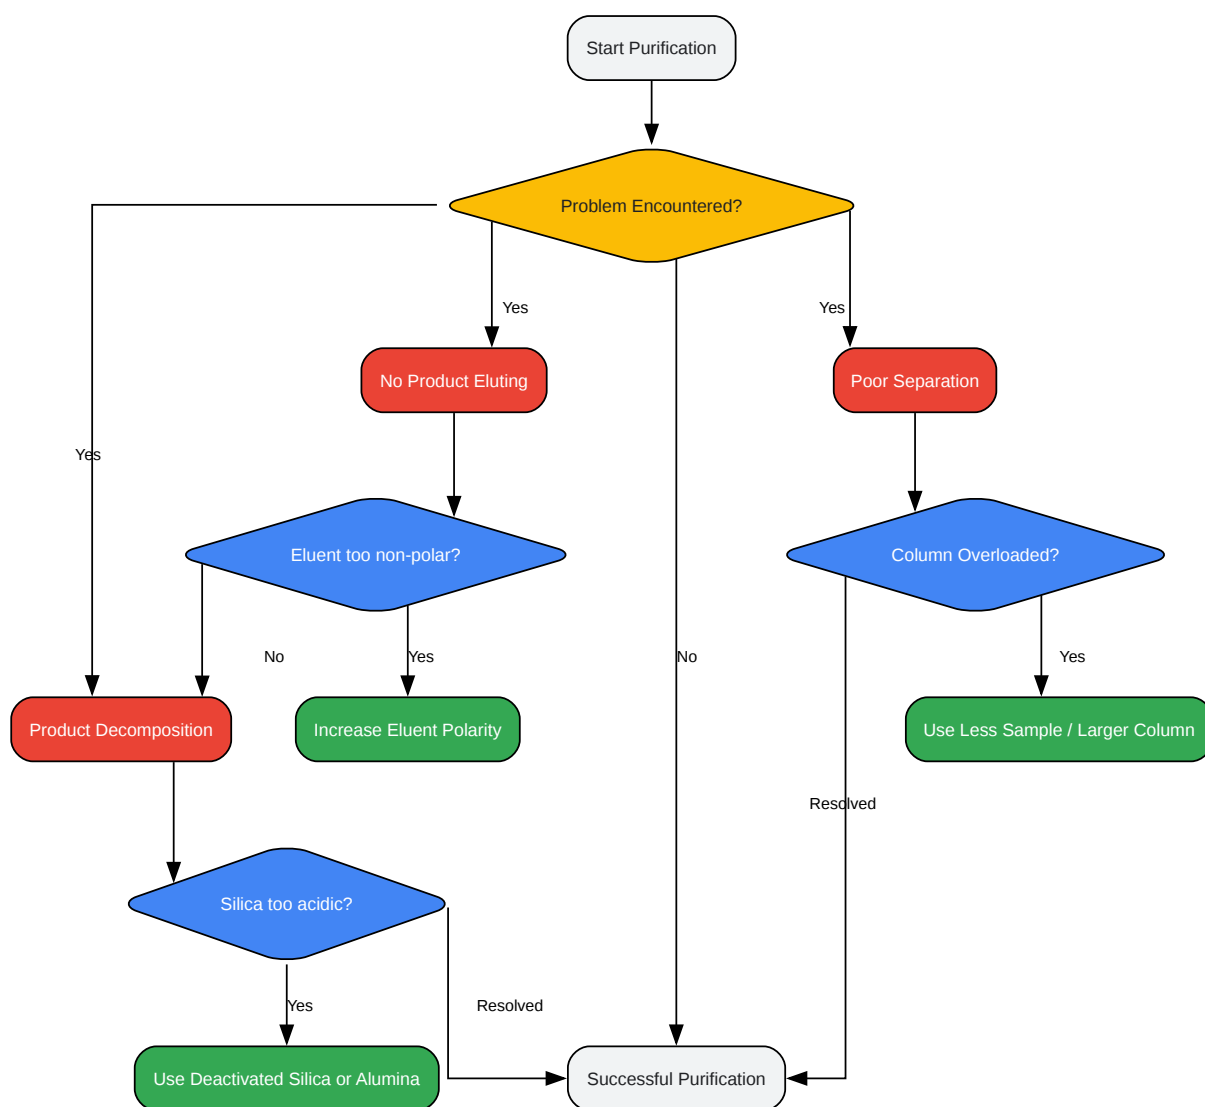 Start Purification
Problem Encountered?
Yes
Yes
No Product Eluting
Poor Separation
Yes
Eluent too non-polar?
Column Overloaded?
No
Yes
No
Yes
Product Decomposition
Increase Eluent Polarity
Use Less Sample / Larger Column
Resolved
Silica too acidic?
Yes
Resolved
Use Deactivated Silica or Alumina
Successful Purification